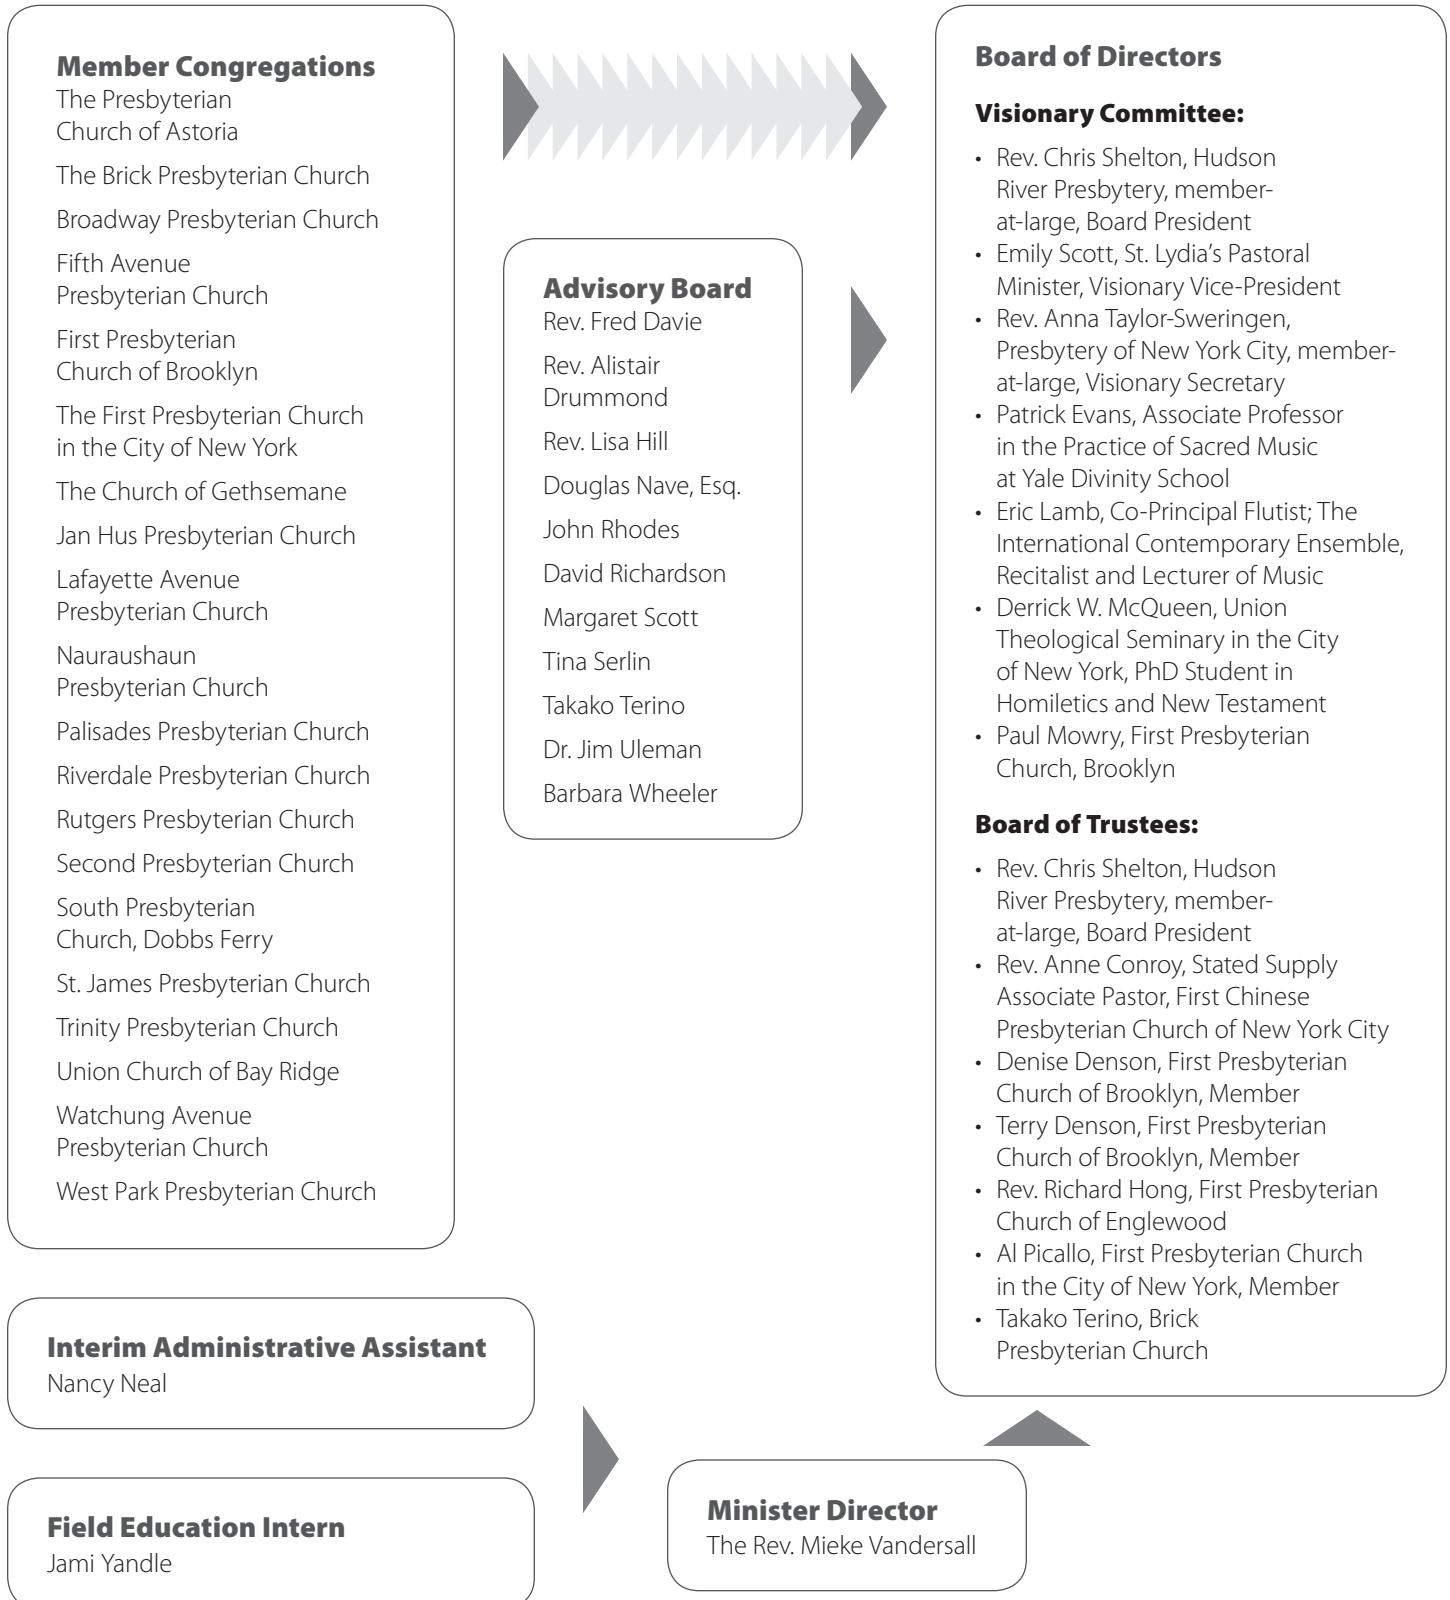 Member Congregations
The Presbyterian
Church of Astoria
The Brick Presbyterian Church
Broadway Presbyterian Church
Fifth Avenue
Presbyterian Church
First Presbyterian
Church of Brooklyn
The First Presbyterian Church
in the City of New York
The Church of Gethsemane
Jan Hus Presbyterian Church
Lafayette Avenue
Presbyterian Church
Nauraushaun
Presbyterian Church
Palisades Presbyterian Church
Riverdale Presbyterian Church
Rutgers Presbyterian Church
Second Presbyterian Church
South Presbyterian
Church, Dobbs Ferry
St. James Presbyterian Church
Trinity Presbyterian Church
Union Church of Bay Ridge
Watchung Avenue
Presbyterian Church
West Park Presbyterian Church
Advisory Board
Rev. Fred Davie
Rev. Alistair
Drummond
Rev. Lisa Hill
Douglas Nave, Esq.
John Rhodes
David Richardson
Margaret Scott
Tina Serlin
Takako Terino
Dr. Jim Uleman
Barbara Wheeler
Board of Directors
Visionary Committee:
• Rev. Chris Shelton, Hudson
River Presbytery, member-
at-large, Board President
• Emily Scott, St. Lydia's Pastoral
Minister, Visionary Vice-President
• Rev. Anna Taylor-Sweringen,
Presbytery of New York City, member-
at-large, Visionary Secretary
• Patrick Evans, Associate Professor
in the Practice of Sacred Music
at Yale Divinity School
• Eric Lamb, Co-Principal Flutist; The
International Contemporary Ensemble,
Recitalist and Lecturer of Music
• Derrick W. McQueen, Union
Theological Seminary in the City
of New York, PhD Student in
Homiletics and New Testament
• Paul Mowry, First Presbyterian
Church, Brooklyn
Board of Trustees:
• Rev. Chris Shelton, Hudson
River Presbytery, member-
at-large, Board President
• Rev. Anne Conroy, Stated Supply
Associate Pastor, First Chinese
Presbyterian Church of New York City
• Denise Denson, First Presbyterian
Church of Brooklyn, Member
• Terry Denson, First Presbyterian
Church of Brooklyn, Member
• Rev. Richard Hong, First Presbyterian
Church of Englewood
• Al Picallo, First Presbyterian Church
in the City of New York, Member
• Takako Terino, Brick
Presbyterian Church
Interim Administrative Assistant
Nancy Neal
Field Education Intern
Jami Yandle
Minister Director
The Rev. Mieke Vandersall